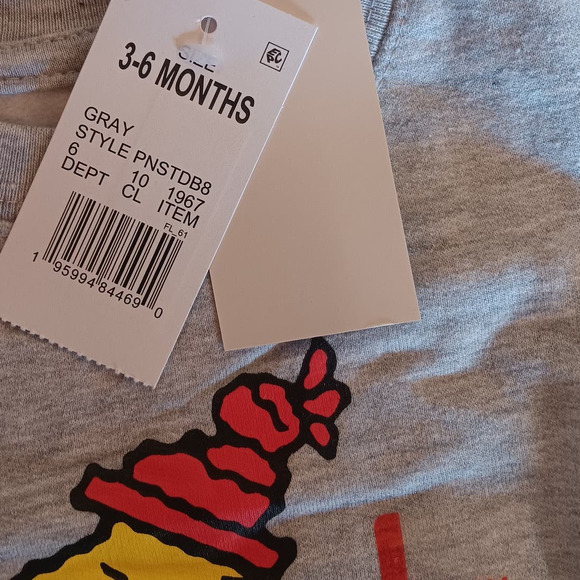 SIZE
3-6 MONTHS
GRAY
STYLE PNSTDB8
6 10 1967
DEPT CL ITEM
FL_61
1 95994 84469 0